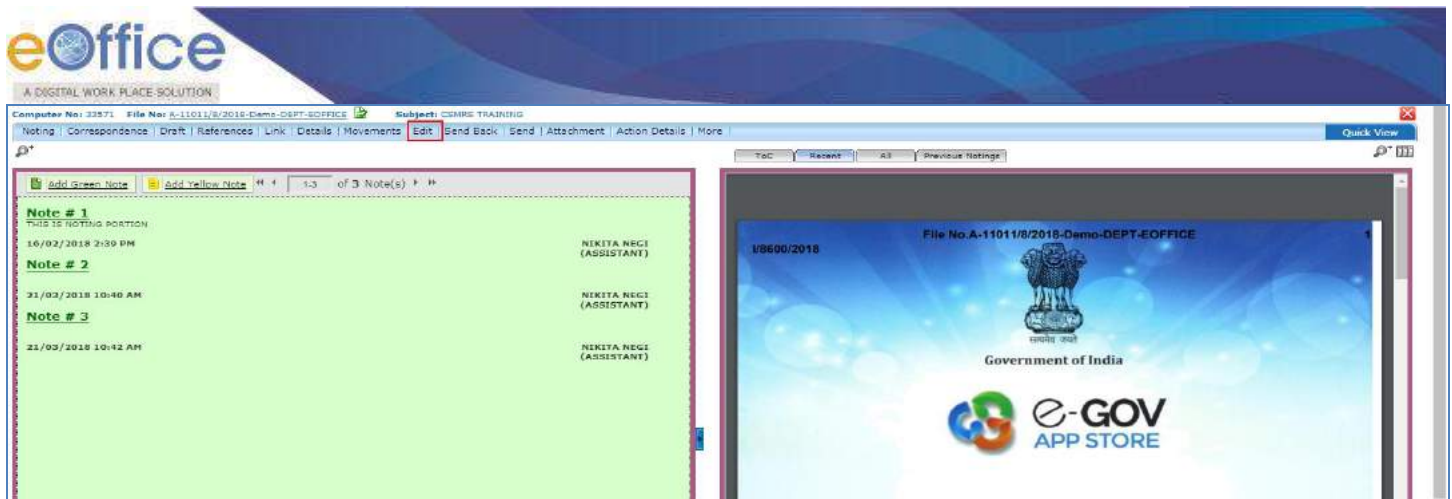 eOffice
A DIGITAL WORK PLACE SOLUTION
Computer No: 33571 File No: A-11011/8/2018-Demo-DEPT-EOFFICE Subject: CSMRS TRAINING
Noting | Correspondence | Draft | References | Link | Details | Movements | Edit | Send Back | Send | Attachment | Action Details | More |
Quick View
ToC Recent All Previous Notings
Add Green Note Add Yellow Note 1-3 of 3 Note(s)
Note # 1
THIS IS NOTING PORTION
16/02/2018 2:39 PM NIKITA NEGI
(ASSISTANT)
Note # 2
21/03/2018 10:40 AM NIKITA NEGI
(ASSISTANT)
Note # 3
21/03/2018 10:42 AM NIKITA NEGI
(ASSISTANT)
File No.A-11011/8/2018-Demo-DEPT-EOFFICE 1
I/8600/2018
सत्यमेव जयते
Government of India
e-GOV
APP STORE